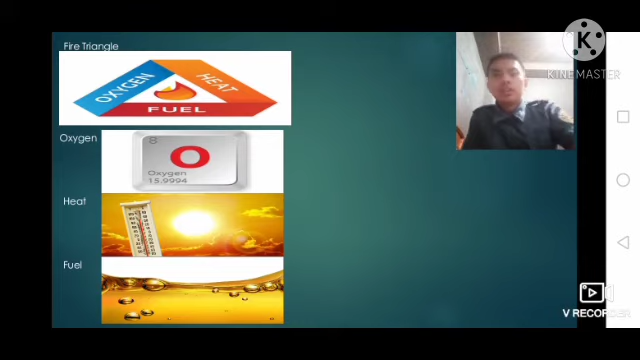 Fire Triangle
OXYGEN
HEAT
FUEL
K
KINEMASTER
Oxygen
8
O
Oxygen
15.9994
Heat
Fuel
V RECORDER